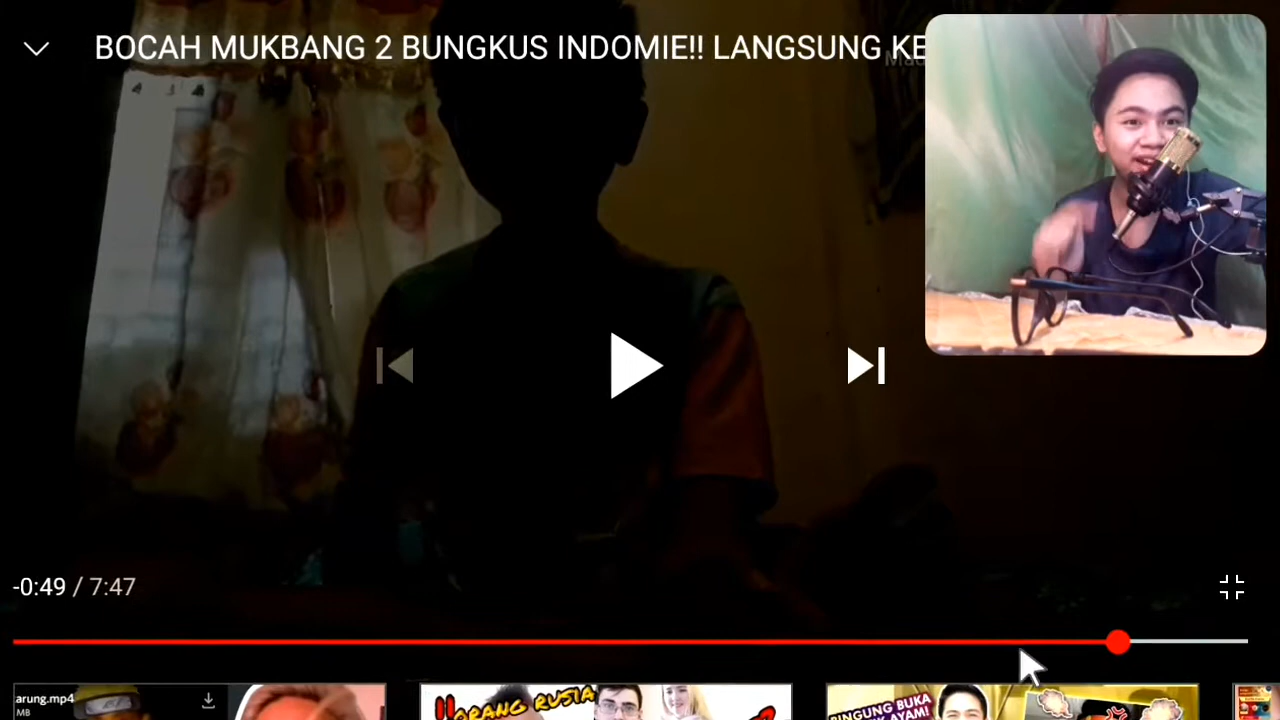 BOCAH MUKBANG 2 BUNGKUS INDOMIE!! LANGSUNG KE
-0:49 / 7:47
arung.mp4
MB
ORANG RUSIA
BINGUNG BUKA
AYAM!